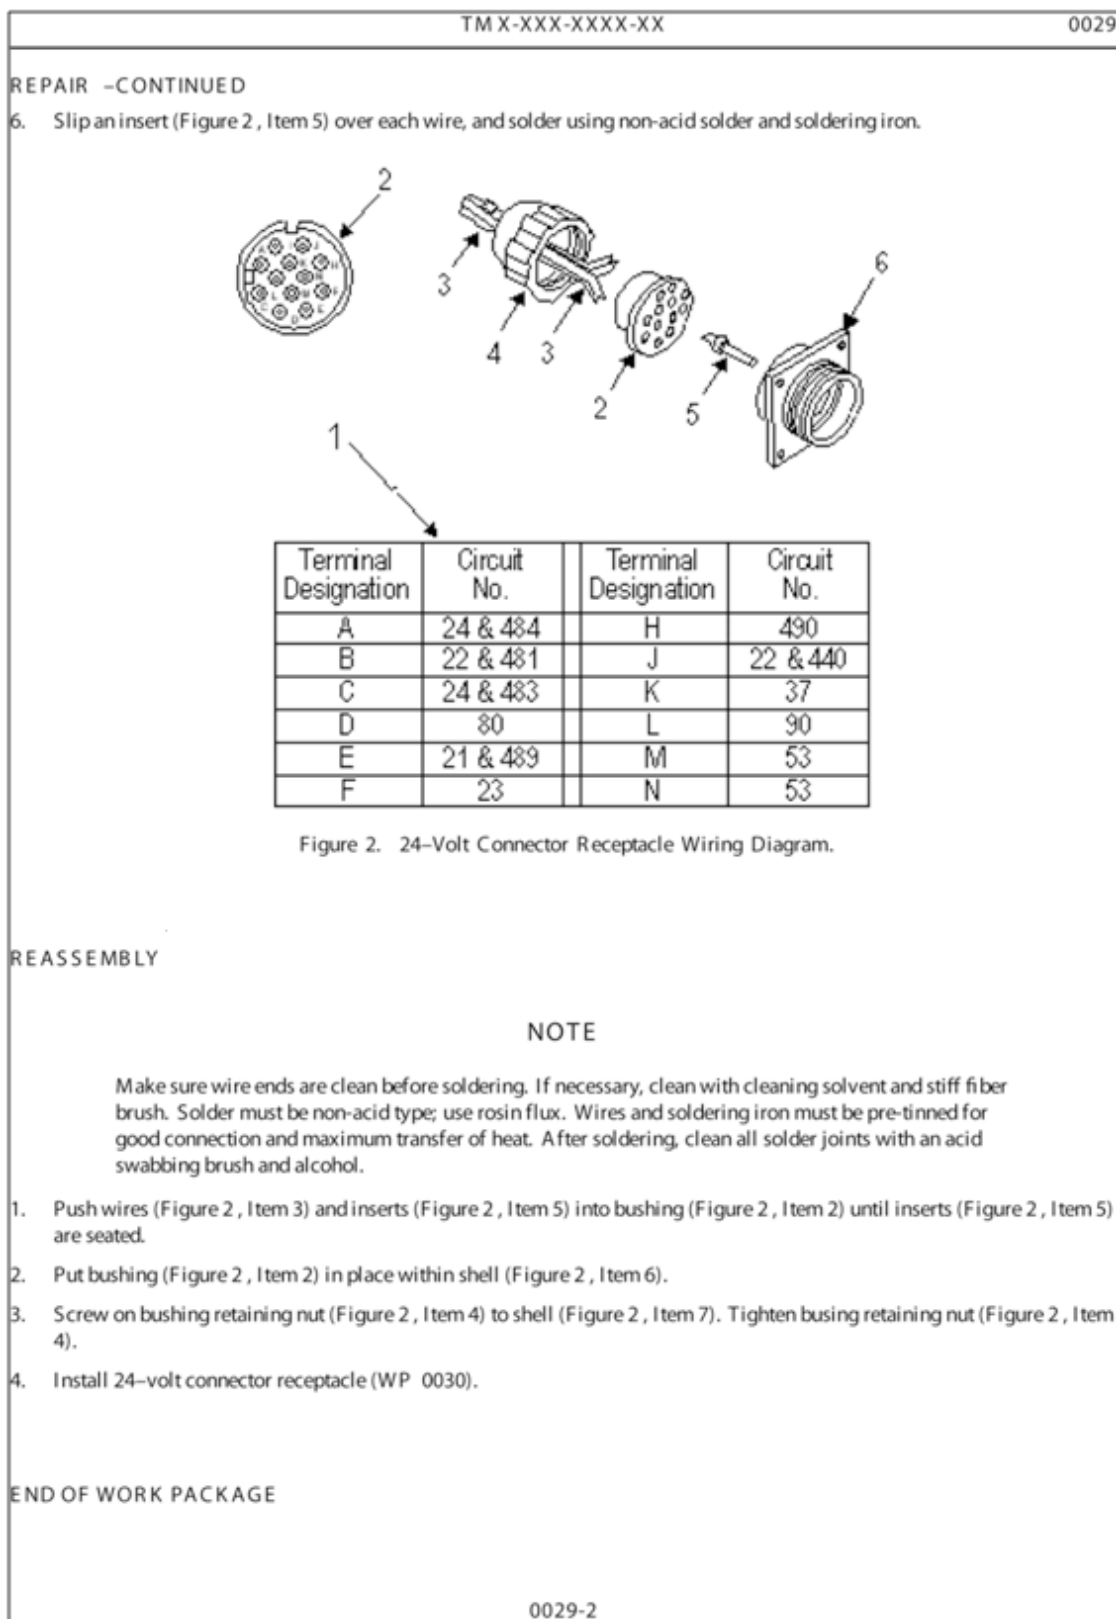 TM X-XXX-XXXX-XX 0029
REPAIR –CONTINUED
6. Slip an insert (Figure 2, Item 5) over each wire, and solder using non-acid solder and soldering iron.
2
3
4
3
2
5
6
1
Terminal Designation Circuit No. Terminal Designation Circuit No.
A 24 & 484 H 490
B 22 & 481 J 22 & 440
C 24 & 483 K 37
D 80 L 90
E 21 & 489 M 53
F 23 N 53
Figure 2. 24–Volt Connector Receptacle Wiring Diagram.
REASSEMBLY
NOTE
Make sure wire ends are clean before soldering. If necessary, clean with cleaning solvent and stiff fiber
brush. Solder must be non-acid type; use rosin flux. Wires and soldering iron must be pre-tinned for
good connection and maximum transfer of heat. After soldering, clean all solder joints with an acid
swabbing brush and alcohol.
1. Push wires (Figure 2, Item 3) and inserts (Figure 2, Item 5) into bushing (Figure 2, Item 2) until inserts (Figure 2, Item 5)
are seated.
2. Put bushing (Figure 2, Item 2) in place within shell (Figure 2, Item 6).
3. Screw on bushing retaining nut (Figure 2, Item 4) to shell (Figure 2, Item 7). Tighten busing retaining nut (Figure 2, Item
4).
4. Install 24–volt connector receptacle (WP 0030).
END OF WORK PACKAGE
0029-2